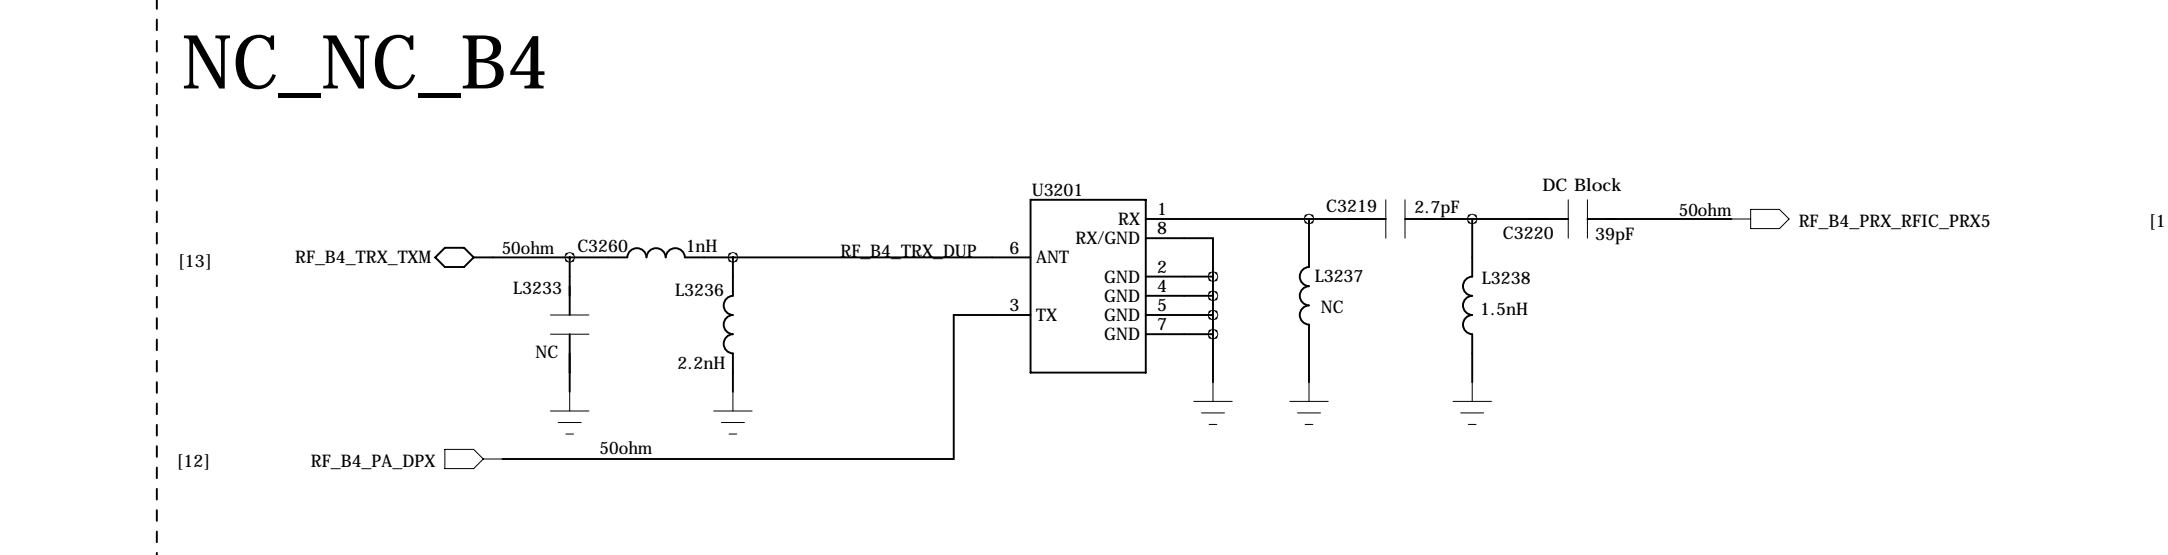 NC_NC_B4
DC Block
U3201
RX 1
C3219 2.7pF
50ohm
RF_B4_PRX_RFIC_PRX5
[1
RX/GND 8
C3220 39pF
[13]
RF_B4_TRX_TXM
50ohm
C3260 1nH
RF_B4_TRX_DUP
6 ANT
GND 2
L3237
L3238
L3233
L3236
GND 4
NC
1.5nH
3 TX
GND 5
GND 7
NC
2.2nH
[12]
RF_B4_PA_DPX
50ohm